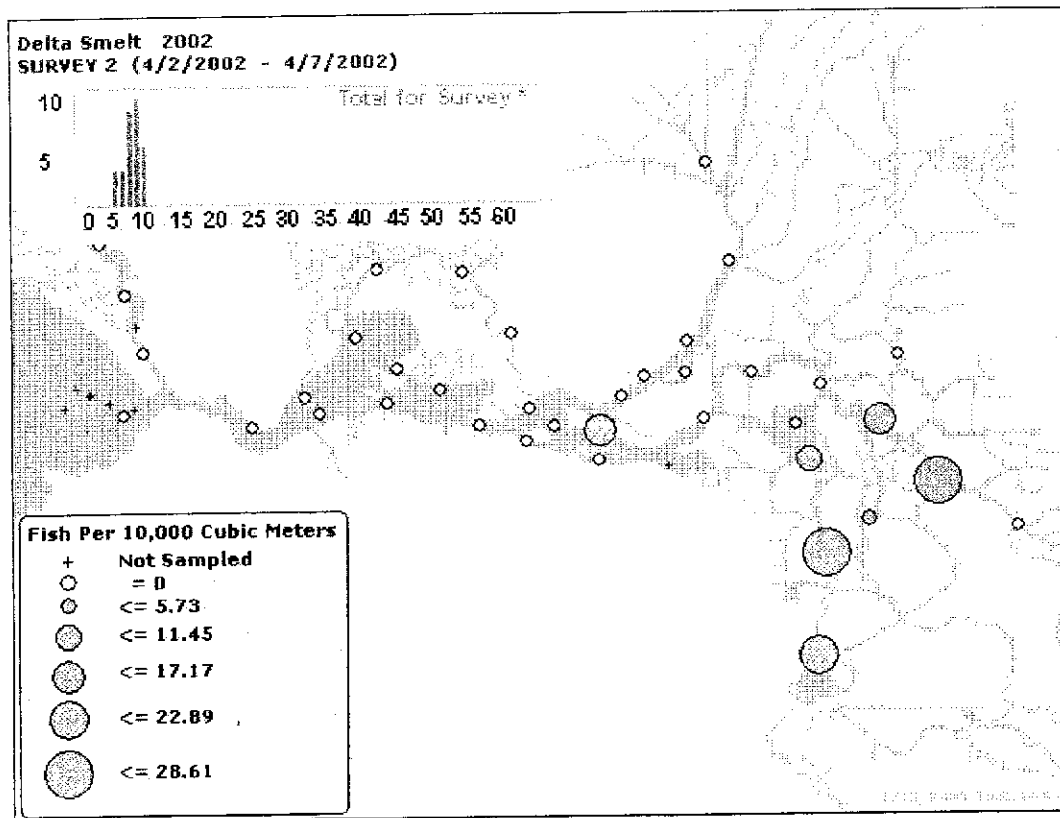 Delta Smelt 2002
SURVEY 2 (4/2/2002 - 4/7/2002)
Total for Survey *
10
5
0 5 10 15 20 25 30 35 40 45 50 55 60
Fish Per 10,000 Cubic Meters
+ Not Sampled
= 0
<= 5.73
<= 11.45
<= 17.17
<= 22.89
<= 28.61